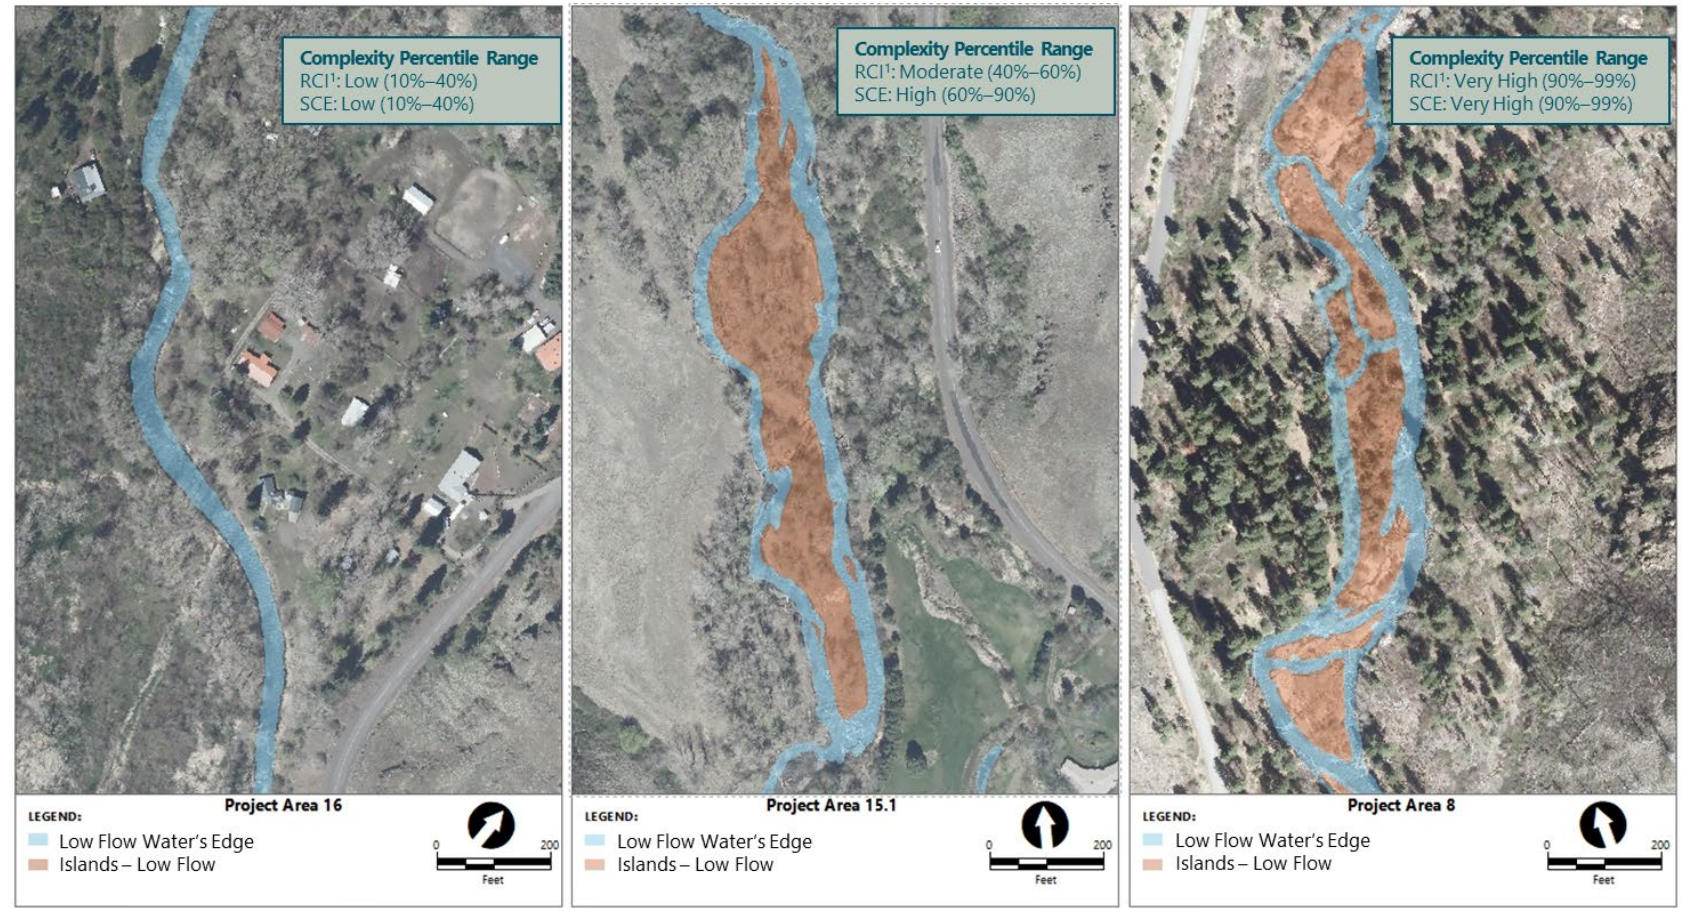 Complexity Percentile Range
RCI¹: Low (10%–40%)
SCE: Low (10%–40%)
Project Area 16
LEGEND:
Low Flow Water's Edge
Islands – Low Flow
0 200
Feet
Complexity Percentile Range
RCI¹: Moderate (40%–60%)
SCE: High (60%–90%)
Project Area 15.1
LEGEND:
Low Flow Water's Edge
Islands – Low Flow
0 200
Feet
Complexity Percentile Range
RCI¹: Very High (90%–99%)
SCE: Very High (90%–99%)
Project Area 8
LEGEND:
Low Flow Water's Edge
Islands – Low Flow
0 200
Feet